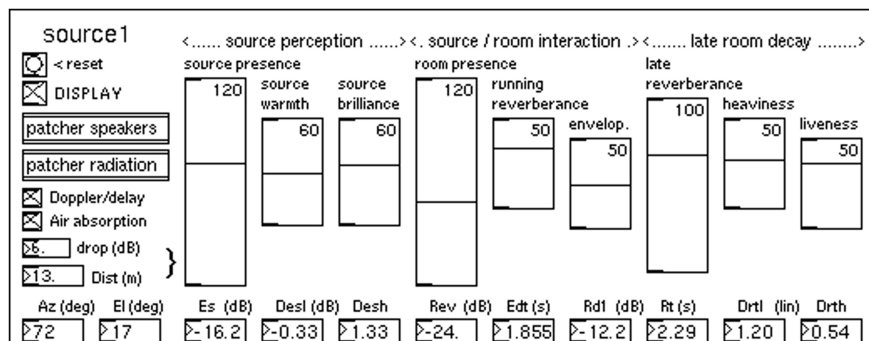 source1
<...... source perception ......>
<. source / room interaction .>
<....... late room decay ........>
< reset
DISPLAY
patcher speakers
patcher radiation
Doppler/delay
Air absorption
>6. drop (dB)
>13. Dist (m)
}
source presence
120
source
warmth
60
source
brilliance
60
room presence
120
running
reverberance
50
envelop.
50
late
reverberance
100
heaviness
50
liveness
50
Az (deg) El (deg) Es (dB) Desl (dB) Desh Rev (dB) Edt (s) Rd1 (dB) Rt (s) Drtl (lin) Drth
>72 >17 >-16.2 >-0.33 >1.33 >-24. >1.855 >-12.2 >2.29 >1.20 >0.54